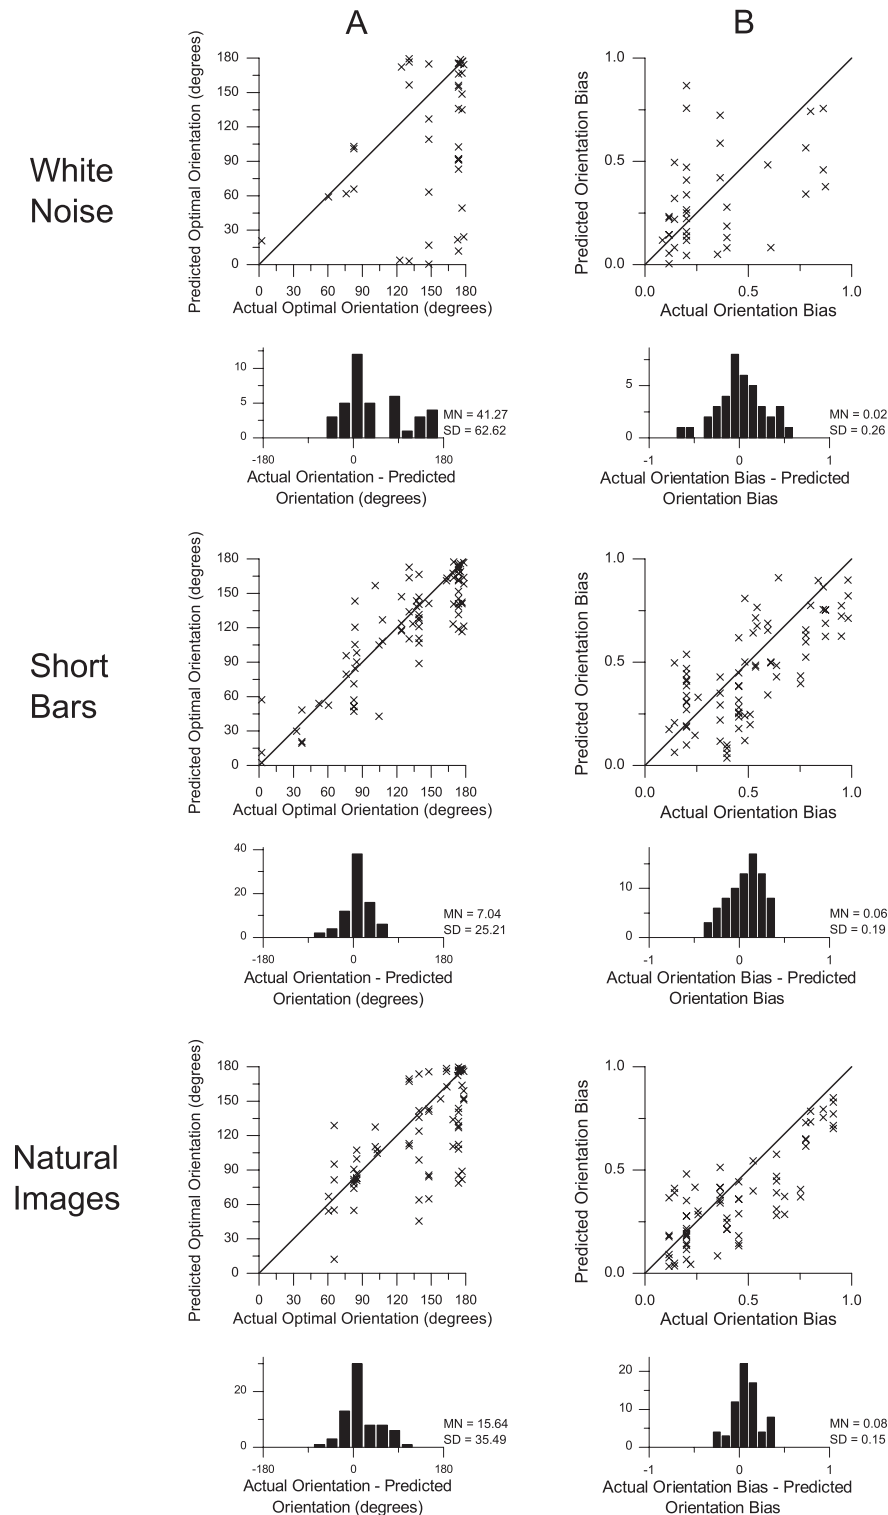 A
B
White
Noise
Predicted Optimal Orientation (degrees)
180
150
120
90
60
30
0
0 30 60 90 120 150 180
Actual Optimal Orientation (degrees)
Predicted Orientation Bias
1.0
0.5
0.0
0.0 0.5 1.0
Actual Orientation Bias
10
5
0
-180 0 180
MN = 41.27
SD = 62.62
Actual Orientation - Predicted
Orientation (degrees)
5
0
-1 0 1
MN = 0.02
SD = 0.26
Actual Orientation Bias - Predicted
Orientation Bias
Short
Bars
Predicted Optimal Orientation (degrees)
180
150
120
90
60
30
0
0 30 60 90 120 150 180
Actual Optimal Orientation (degrees)
Predicted Orientation Bias
1.0
0.5
0.0
0.0 0.5 1.0
Actual Orientation Bias
40
20
0
-180 0 180
MN = 7.04
SD = 25.21
Actual Orientation - Predicted
Orientation (degrees)
10
0
-1 0 1
MN = 0.06
SD = 0.19
Actual Orientation Bias - Predicted
Orientation Bias
Natural
Images
Predicted Optimal Orientation (degrees)
180
150
120
90
60
30
0
0 30 60 90 120 150 180
Actual Optimal Orientation (degrees)
Predicted Orientation Bias
1.0
0.5
0.0
0.0 0.5 1.0
Actual Orientation Bias
20
0
-180 0 180
MN = 15.64
SD = 35.49
Actual Orientation - Predicted
Orientation (degrees)
20
10
0
-1 0 1
MN = 0.08
SD = 0.15
Actual Orientation Bias - Predicted
Orientation Bias